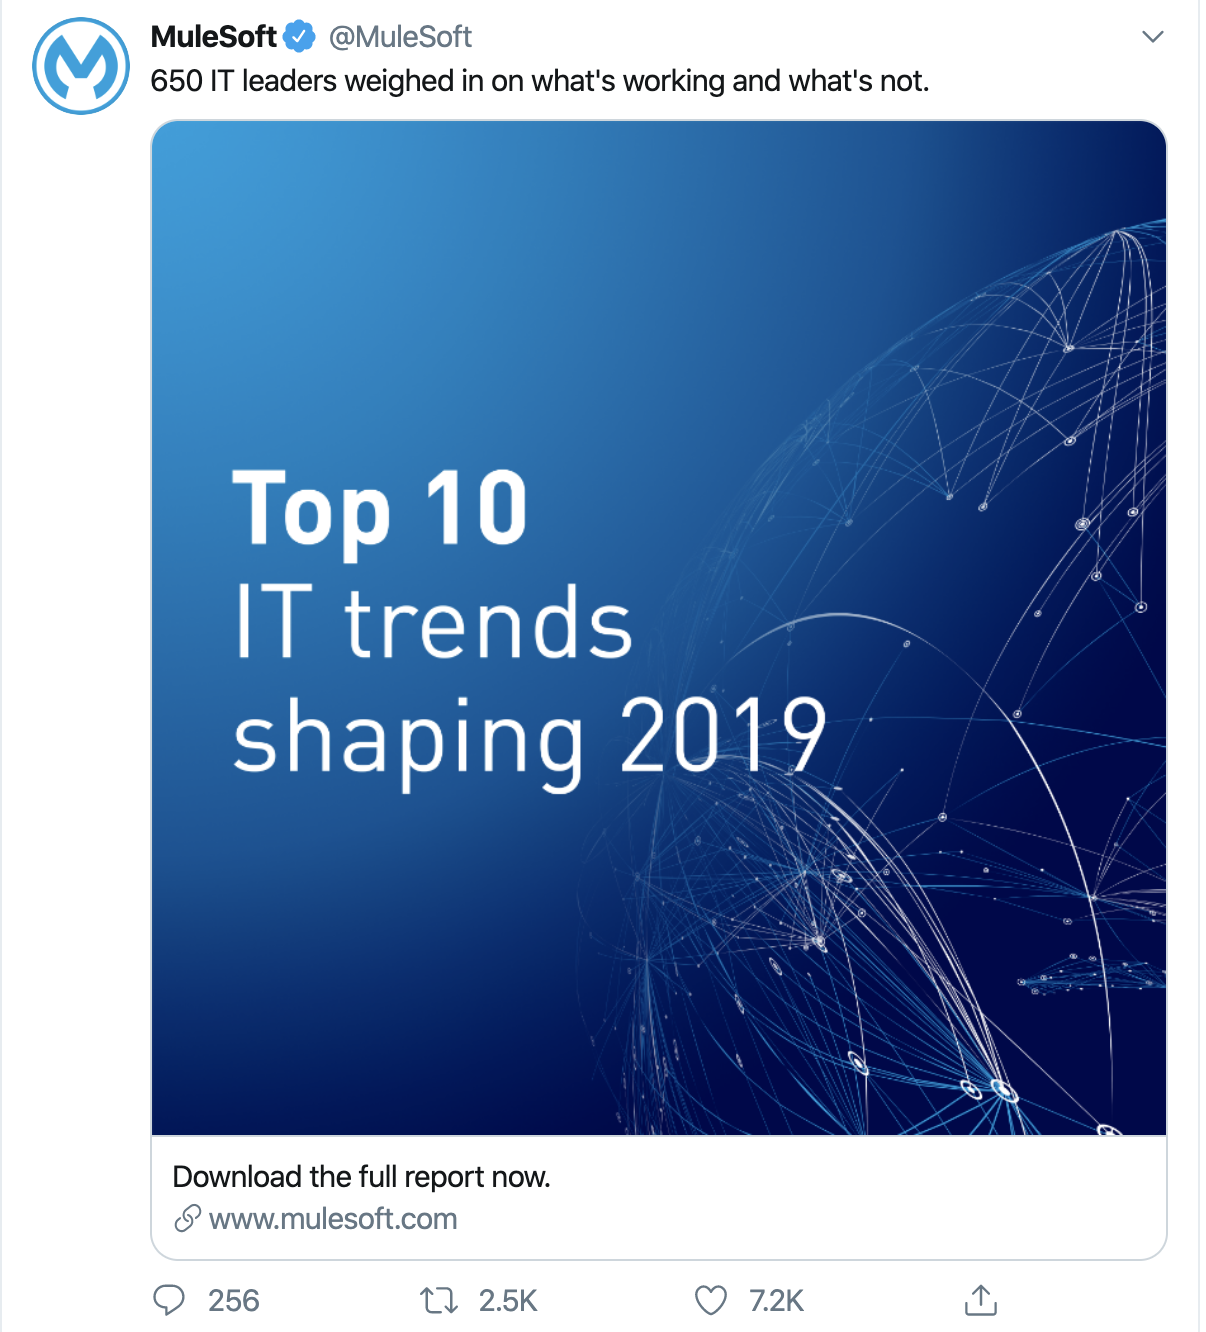 MuleSoft @MuleSoft
650 IT leaders weighed in on what's working and what's not.
Top 10
IT trends
shaping 2019
Download the full report now.
www.mulesoft.com
256 2.5K 7.2K